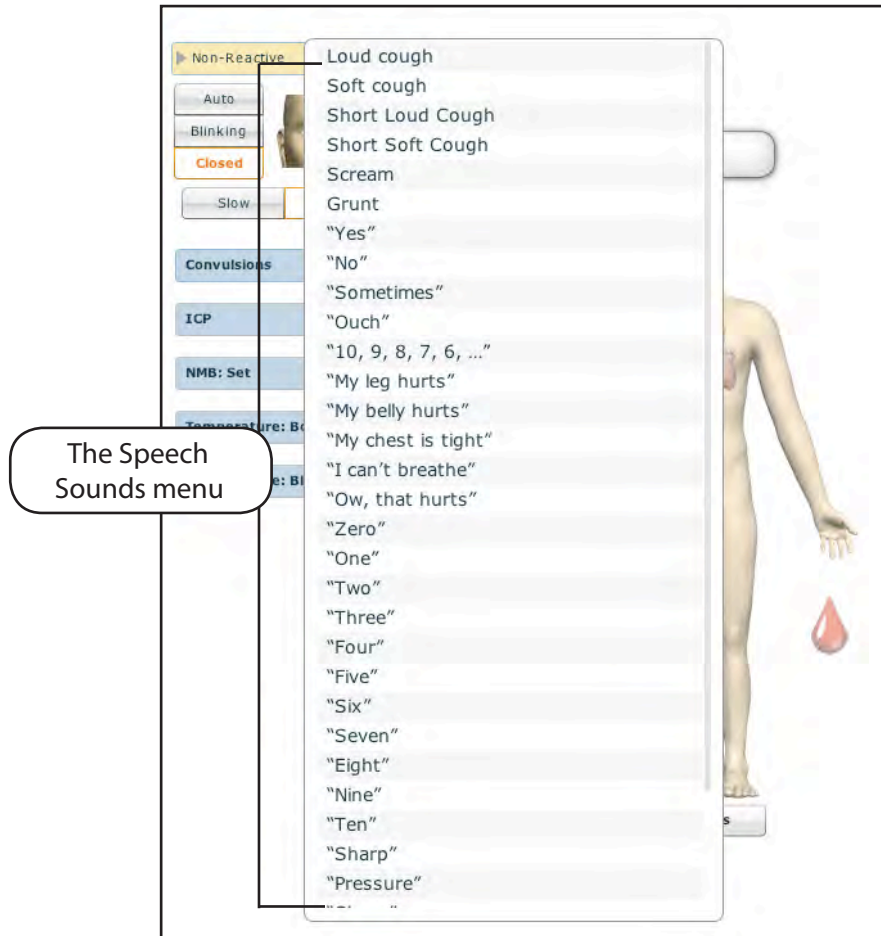 Non-Reactive
Auto
Blinking
Closed
Slow
Convulsions
ICP
NMB: Set
The Speech
Sounds menu
Loud cough
Soft cough
Short Loud Cough
Short Soft Cough
Scream
Grunt
“Yes”
“No”
“Sometimes”
“Ouch”
“10, 9, 8, 7, 6, …”
“My leg hurts”
“My belly hurts”
“My chest is tight”
“I can’t breathe”
“Ow, that hurts”
“Zero”
“One”
“Two”
“Three”
“Four”
“Five”
“Six”
“Seven”
“Eight”
“Nine”
“Ten”
“Sharp”
“Pressure”